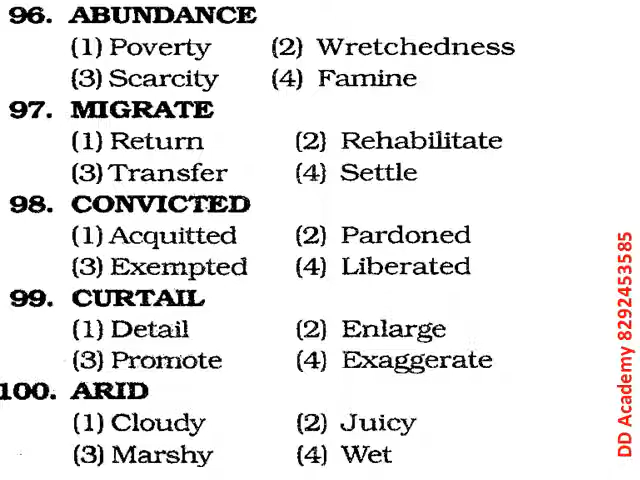 96. ABUNDANCE
(1) Poverty (2) Wretchedness
(3) Scarcity (4) Famine
97. MIGRATE
(1) Return (2) Rehabilitate
(3) Transfer (4) Settle
98. CONVICTED
(1) Acquitted (2) Pardoned
(3) Exempted (4) Liberated
99. CURTAIL
(1) Detail (2) Enlarge
(3) Promote (4) Exaggerate
100. ARID
(1) Cloudy (2) Juicy
(3) Marshy (4) Wet
DD Academy 8292453585